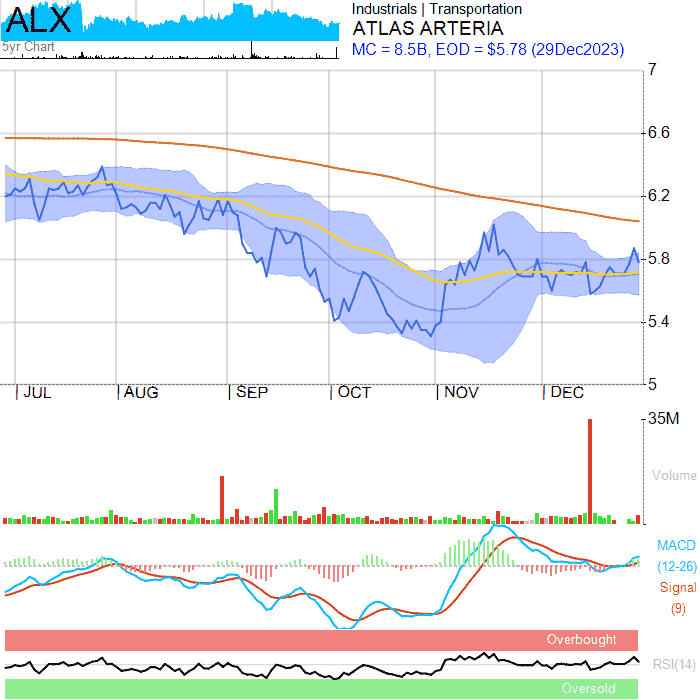 ALX
5yr Chart
Industrials | Transportation
ATLAS ARTERIA
MC = 8.5B, EOD = $5.78 (29Dec2023)
7
6.6
6.2
5.8
5.4
5
JUL AUG SEP OCT NOV DEC
35M
Volume
MACD
(12-26)
Signal
(9)
Overbought
RSI(14)
Oversold